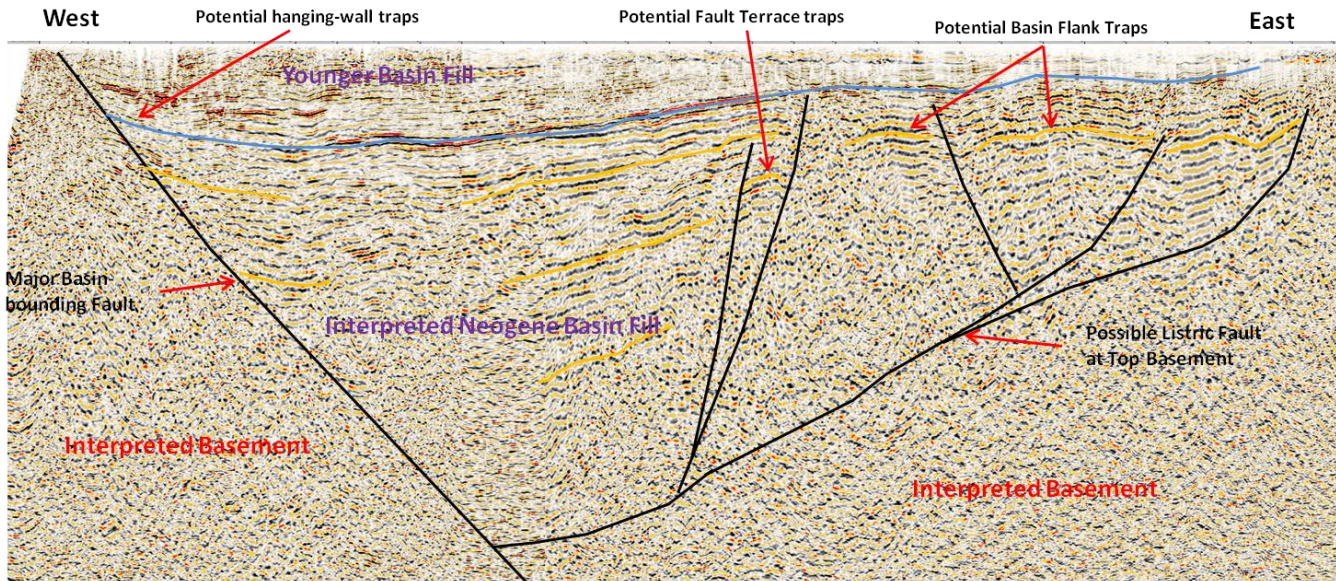 West
Potential hanging-wall traps
Potential Fault Terrace traps
Potential Basin Flank Traps
East
Younger Basin Fill
Major Basin
bounding Fault
Interpreted Neogene Basin Fill
Possible Listric Fault
at Top Basement
Interpreted Basement
Interpreted Basement